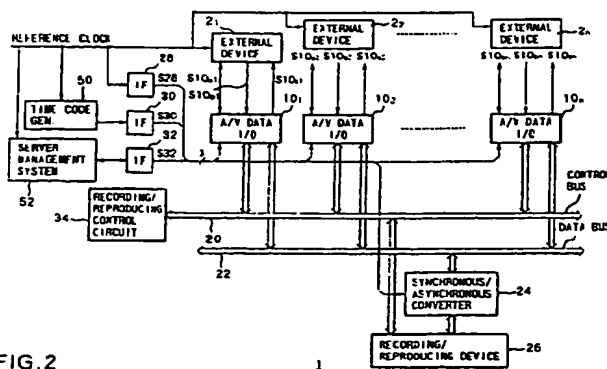 2₁
EXTERNAL DEVICE
2₂
EXTERNAL DEVICE
2ₙ
EXTERNAL DEVICE
REFERENCE CLOCK
28
IF
S28
50
TIME CODE GEN.
30
IF
S30
32
IF
S32
SERVER MANAGEMENT SYSTEM
52
10₁
A/V DATA I/O
10₂
A/V DATA I/O
10ₙ
A/V DATA I/O
3
RECORDING/ REPRODUCING CONTROL CIRCUIT
34
20
CONTROL BUS
22
DATA BUS
SYNCHRONOUS/ ASYNCHRONOUS CONVERTER
24
RECORDING/ REPRODUCING DEVICE
26
FIG.2
1